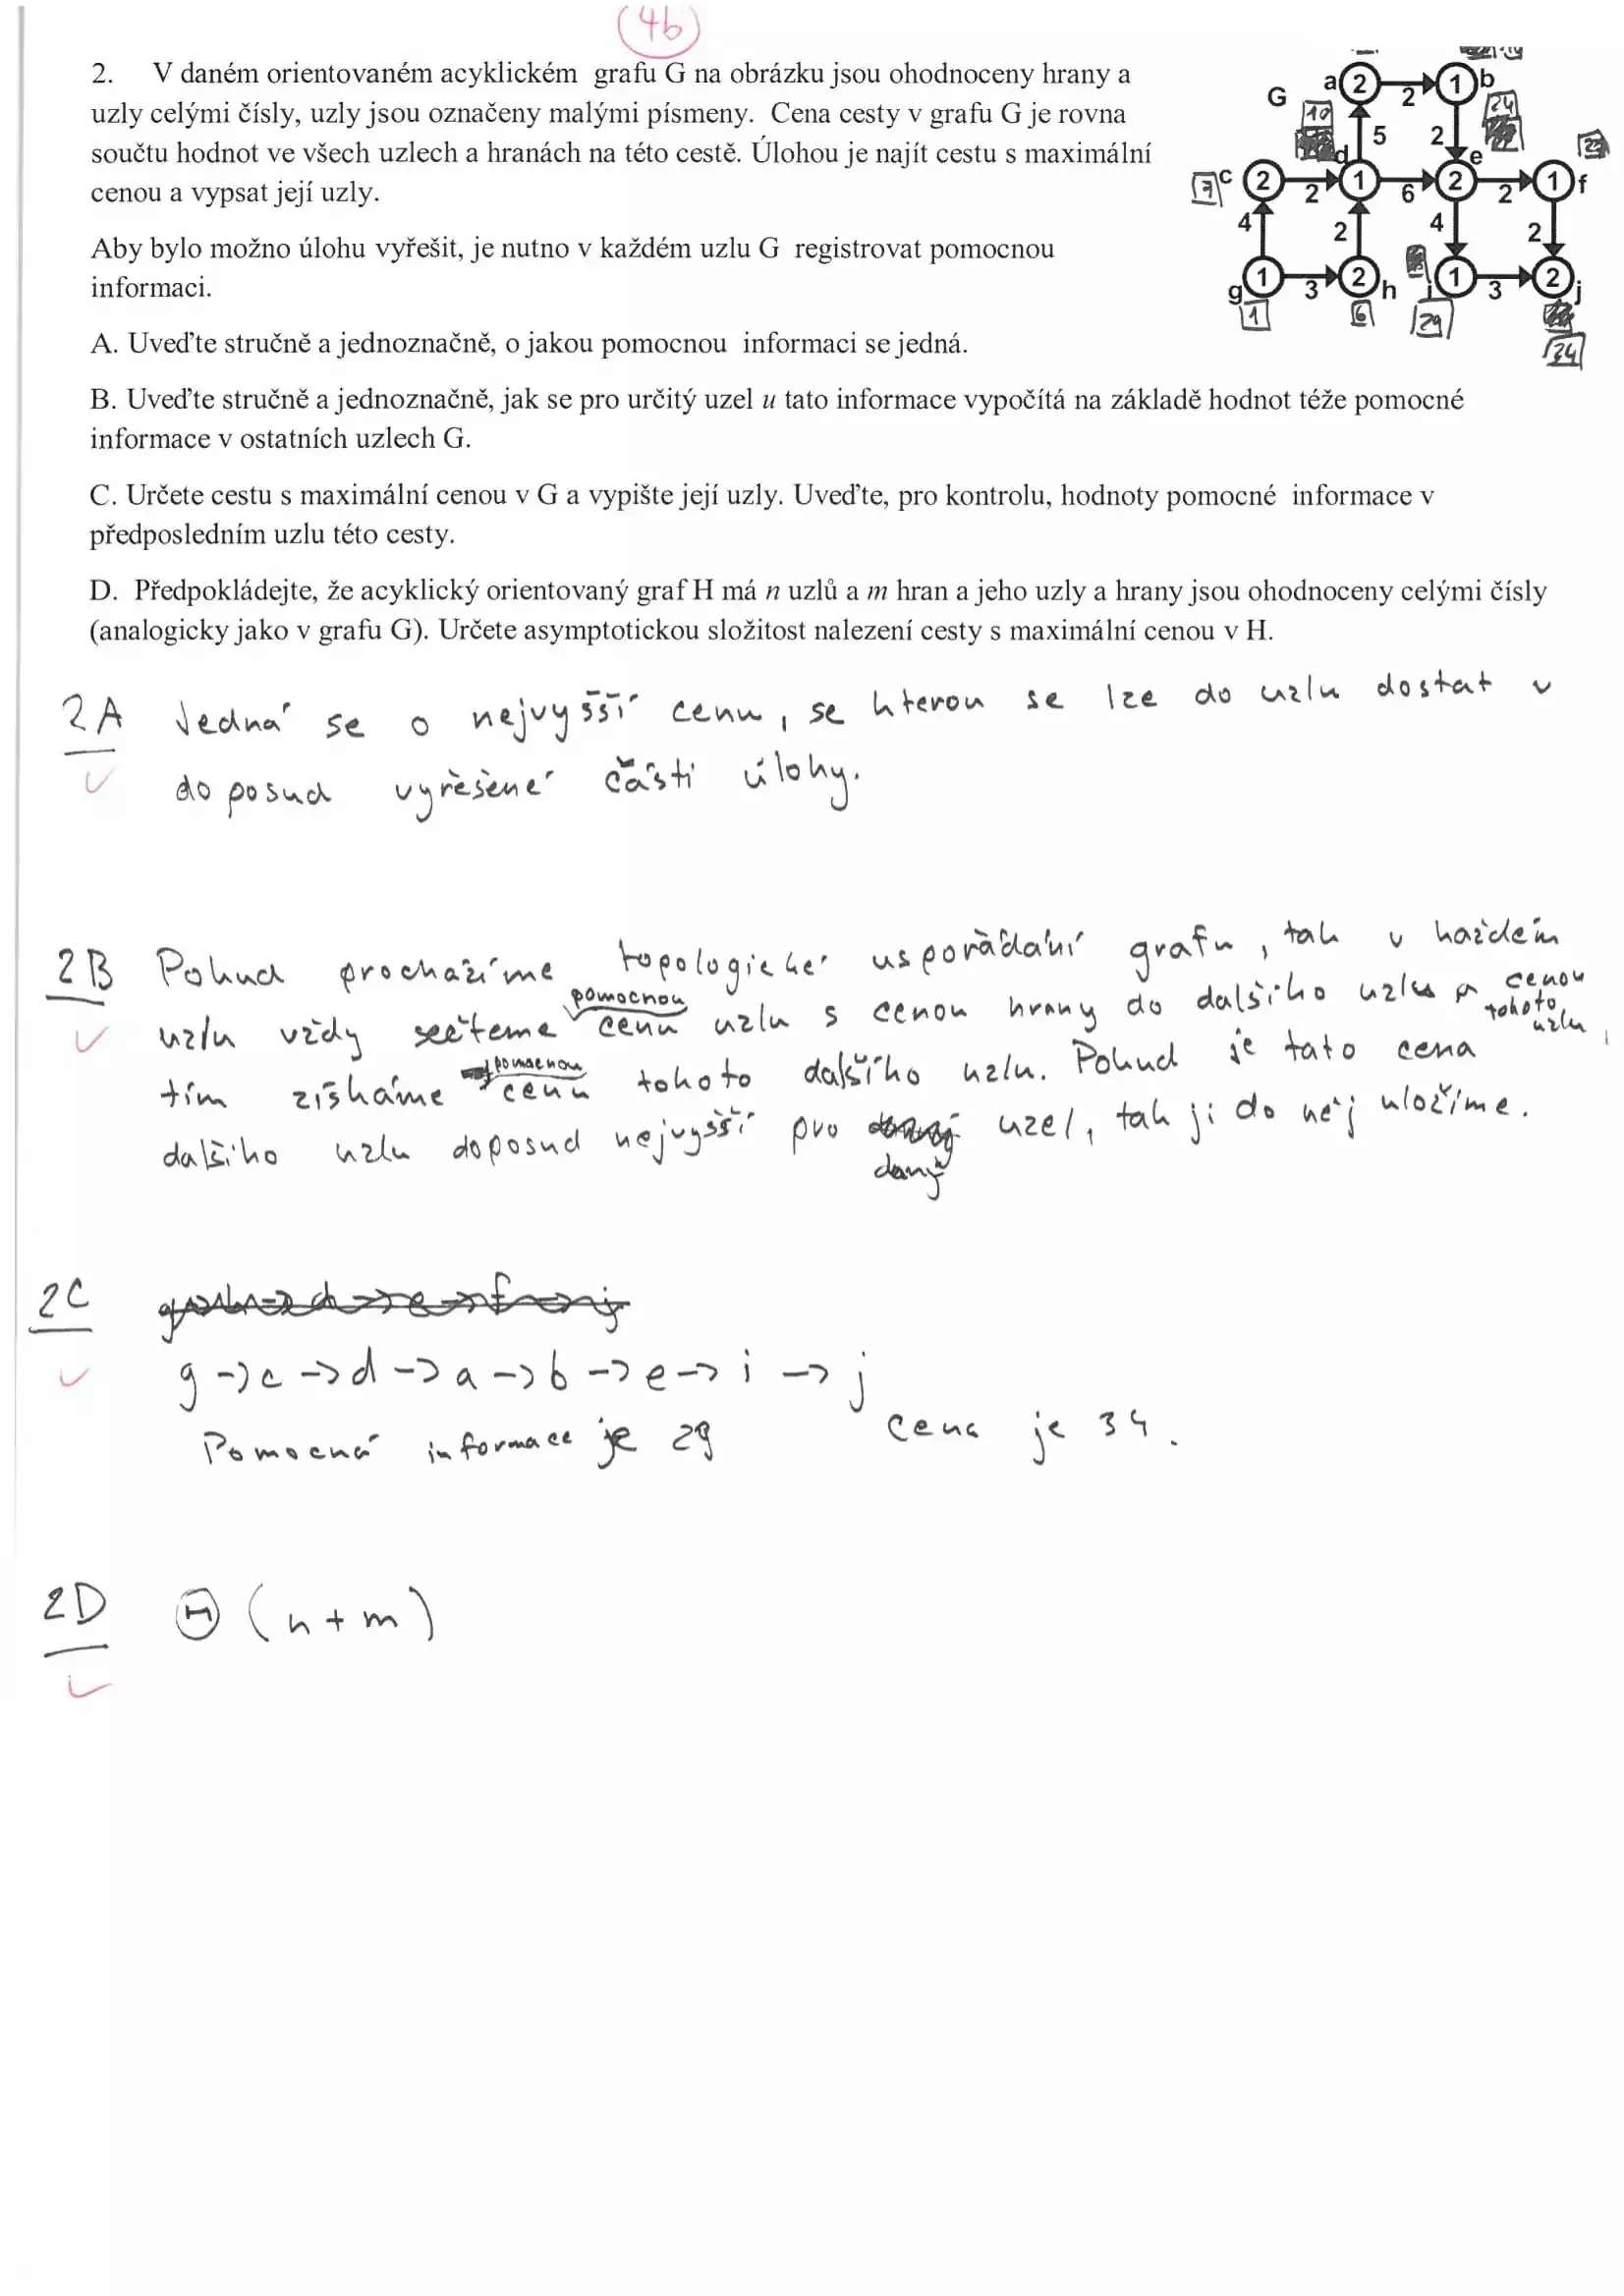 4b
2. V daném orientovaném acyklickém grafu G na obrázku jsou ohodnoceny hrany a
uzly celými čísly, uzly jsou označeny malými písmeny. Cena cesty v grafu G je rovna
součtu hodnot ve všech uzlech a hranách na této cestě. Úlohou je najít cestu s maximální
cenou a vypsat její uzly.
Aby bylo možno úlohu vyřešit, je nutno v každém uzlu G registrovat pomocnou
informaci.
G a 2 2 1 b
10 5 2 24
7 c 2 2 d 1 6 e 2 2 1 f
4 2 4 2
g 1 3 2 h i 1 3 2 j
1 6 29
34
A. Uveďte stručně a jednoznačně, o jakou pomocnou informaci se jedná.
B. Uveďte stručně a jednoznačně, jak se pro určitý uzel u tato informace vypočítá na základě hodnot téže pomocné
informace v ostatních uzlech G.
C. Určete cestu s maximální cenou v G a vypište její uzly. Uveďte, pro kontrolu, hodnoty pomocné informace v
předposledním uzlu této cesty.
D. Předpokládejte, že acyklický orientovaný graf H má n uzlů a m hran a jeho uzly a hrany jsou ohodnoceny celými čísly
(analogicky jako v grafu G). Určete asymptotickou složitost nalezení cesty s maximální cenou v H.
2A Jedná se o nejvyšší cenu, se kterou se lze do uzlu dostat v
doposud vyřešené části úlohy.
2B Pokud procházíme topologické uspořádání grafu, tak v každém
uzlu vždy sečteme pomocnou cenu uzlu s cenou hrany do dalšího uzlu a cenou tohoto uzlu,
tím získáme pomocnou cenu tohoto dalšího uzlu. Pokud je tato cena
dalšího uzlu doposud nejvyšší pro daný uzel, tak ji do něj uložíme.
2C
g -> c -> d -> a -> b -> e -> i -> j
Pomocná informace je 29 Cena je 34.
2D Θ(n+m)